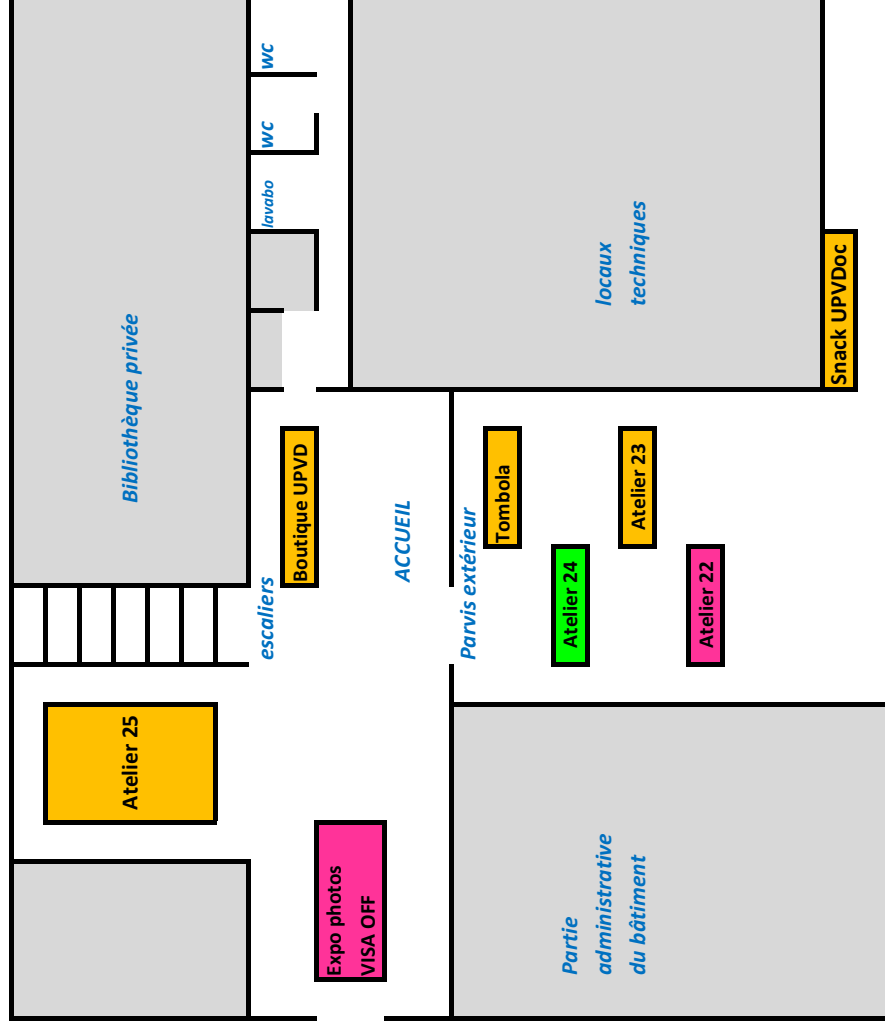 Bibliothèque privée
wc
wc
lavabo
locaux
techniques
Snack UPVDoc
Boutique UPVD
ACCUEIL
escaliers
Parvis extérieur
Tombola
Atelier 23
Atelier 24
Atelier 22
Atelier 25
Expo photos
VISA OFF
Partie
administrative
du bâtiment